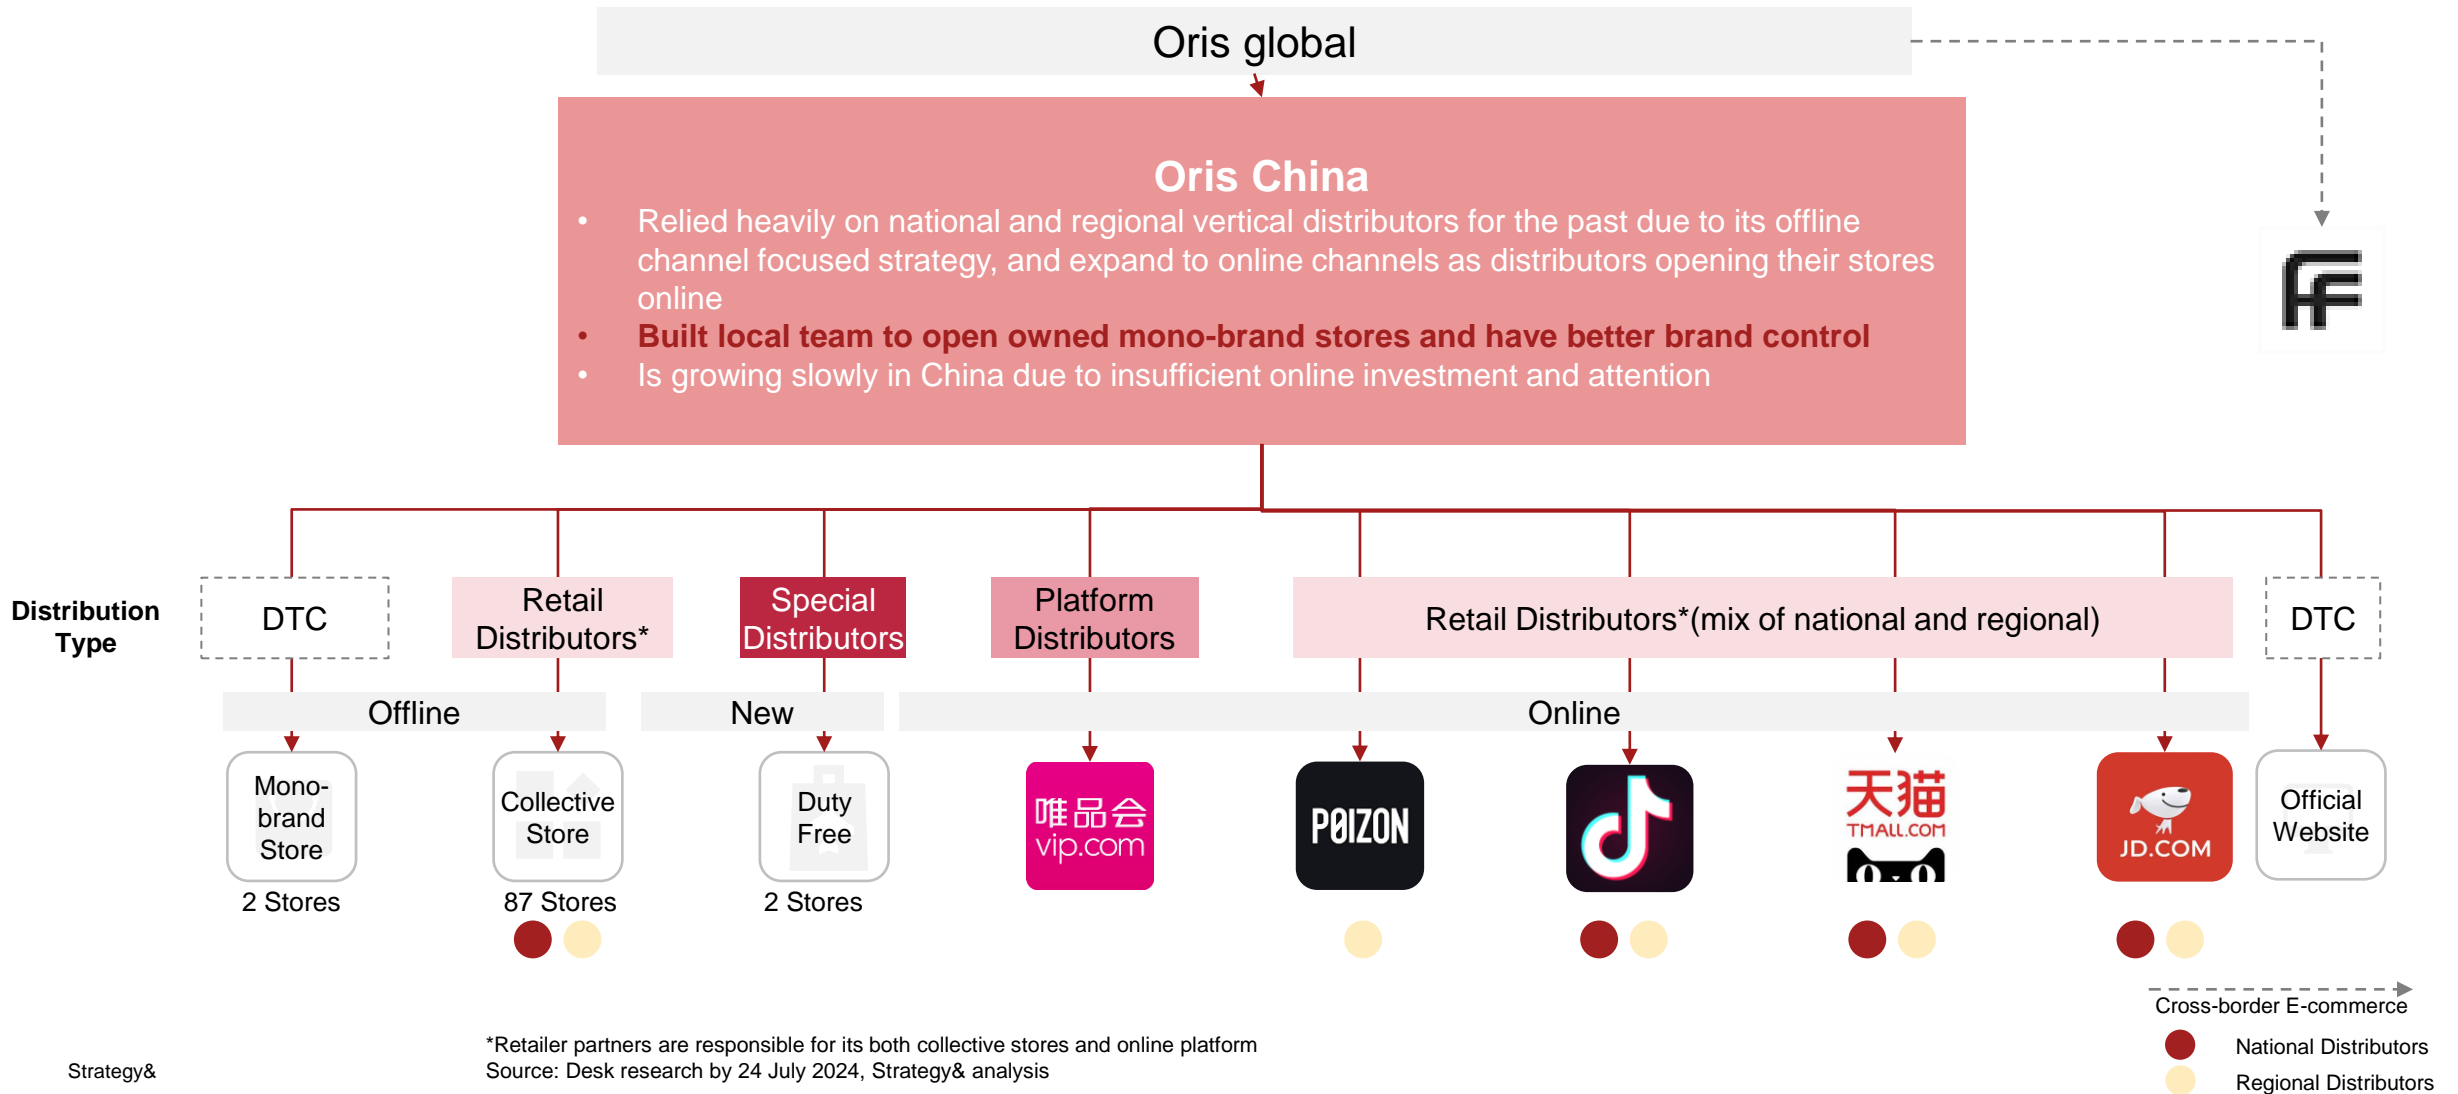 Oris global
Oris China
• Relied heavily on national and regional vertical distributors for the past due to its offline
channel focused strategy, and expand to online channels as distributors opening their stores
online
• Built local team to open owned mono-brand stores and have better brand control
• Is growing slowly in China due to insufficient online investment and attention
Distribution
Type
DTC
Retail
Distributors*
Special
Distributors
Platform
Distributors
Retail Distributors*(mix of national and regional)
DTC
Offline
New
Online
Mono-
brand
Store
Collective
Store
Duty
Free
唯品会
vip.com
POIZON
天猫
TMALL.COM
JD.COM
Official
Website
2 Stores
87 Stores
2 Stores
Cross-border E-commerce
National Distributors
Regional Distributors
*Retailer partners are responsible for its both collective stores and online platform
Source: Desk research by 24 July 2024, Strategy& analysis
Strategy&